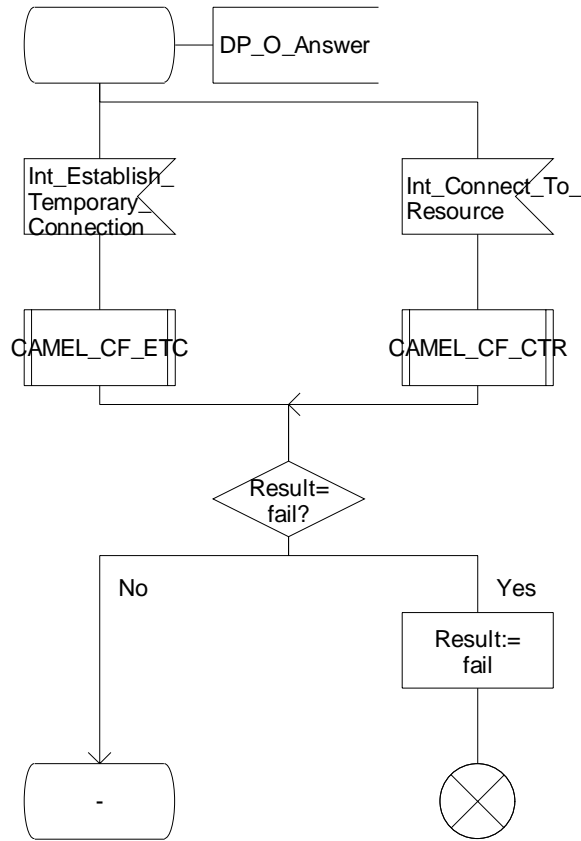 DP_O_Answer
Int_Establish_
Temporary_
Connection
Int_Connect_To_
Resource
CAMEL_CF_ETC
CAMEL_CF_CTR
Result=
fail?
No
Yes
Result:=
fail
-